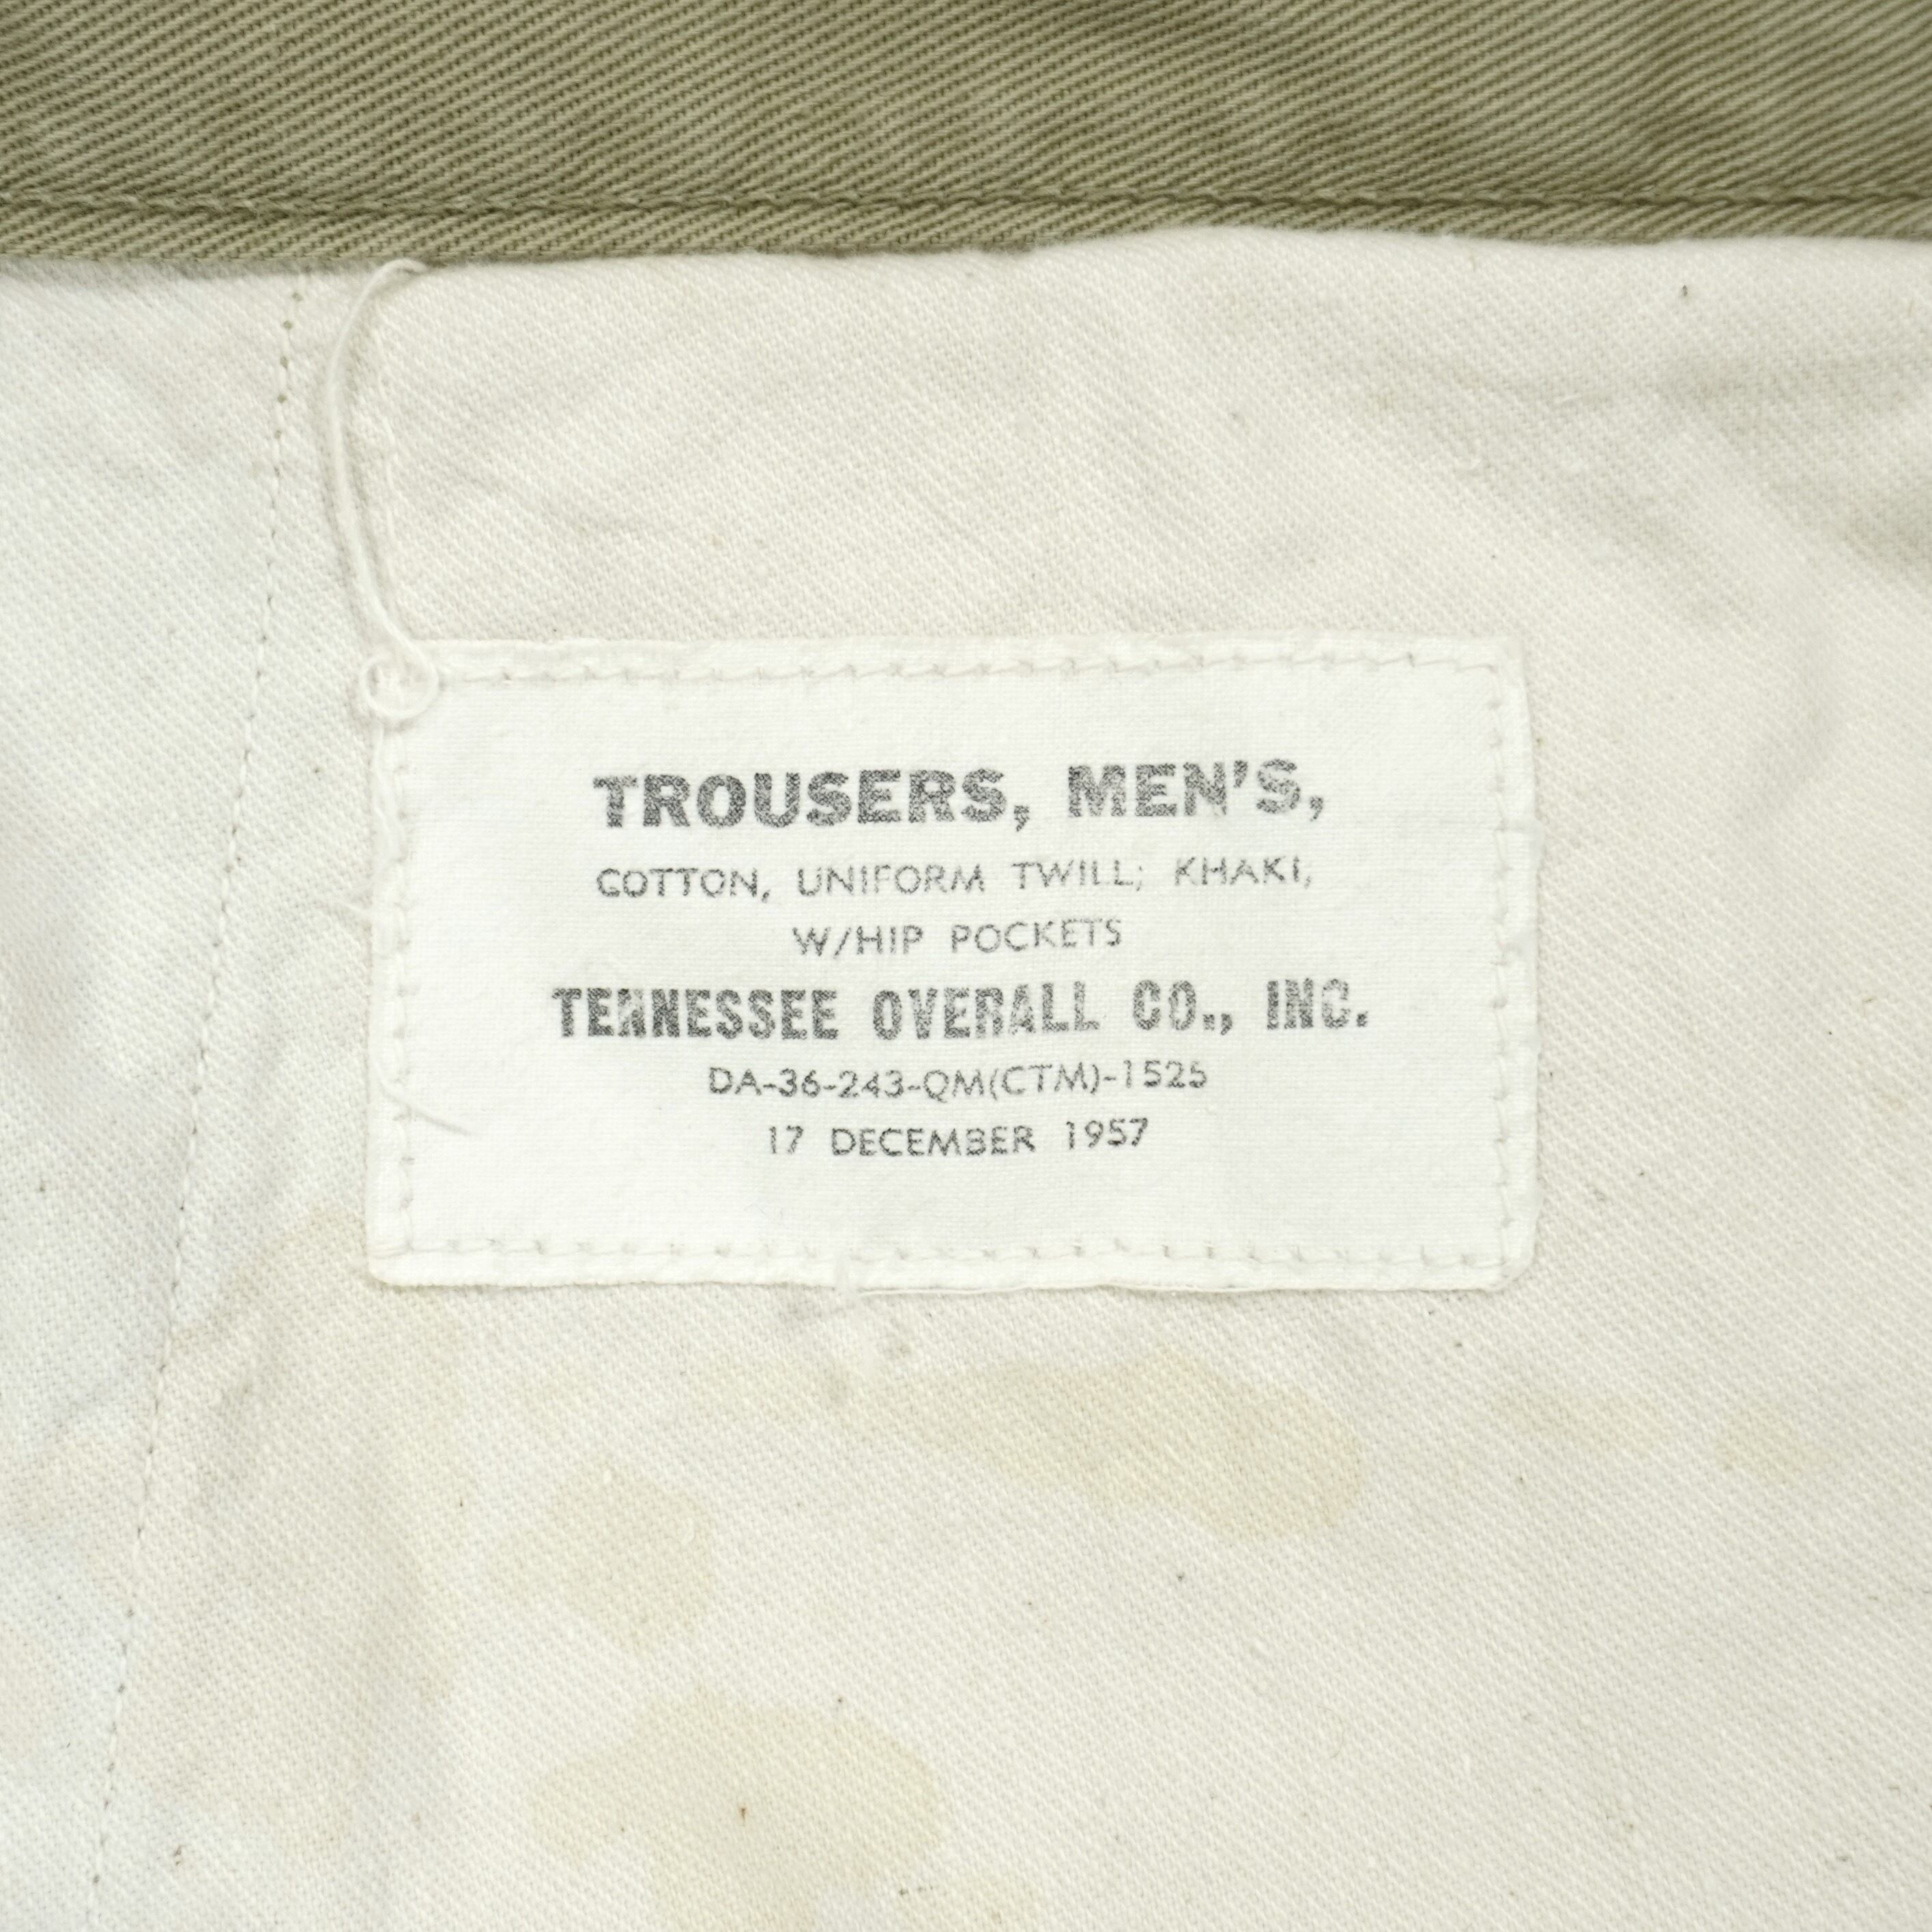 TROUSERS, MEN'S,
COTTON, UNIFORM TWILL; KHAKI,
W/HIP POCKETS
TENNESSEE OVERALL CO., INC.
DA-36-243-QM(CTM)-1525
17 DECEMBER 1957